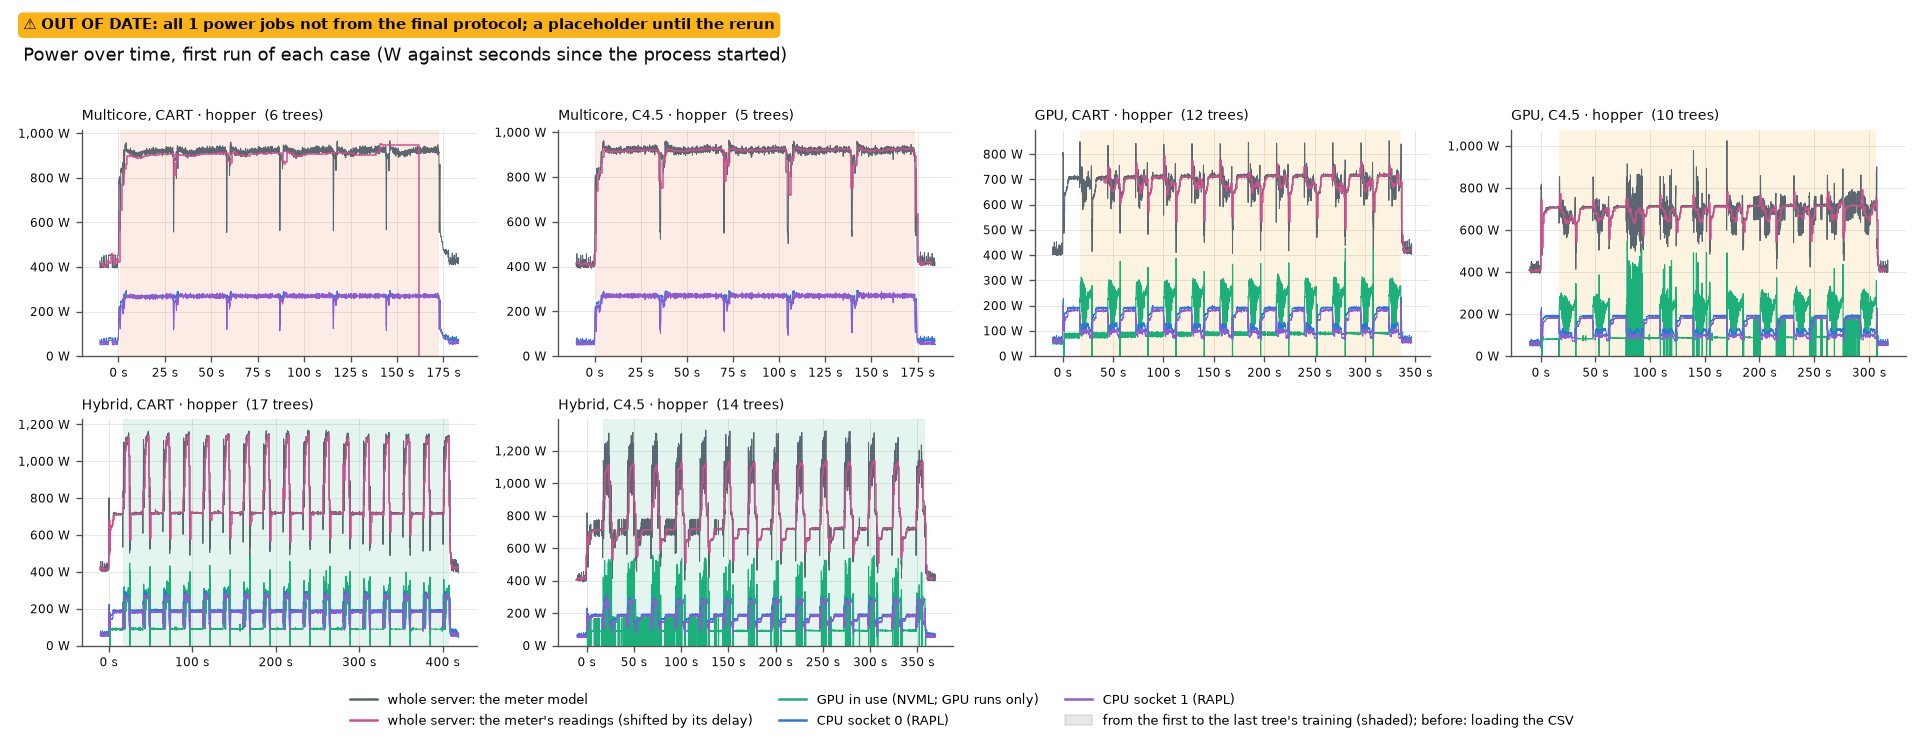 ⚠ OUT OF DATE: all 1 power jobs not from the final protocol; a placeholder until the rerun
Power over time, first run of each case (W against seconds since the process started)
Multicore, CART · hopper (6 trees)
1,000 W
800 W
600 W
400 W
200 W
0 W
0 s 25 s 50 s 75 s 100 s 125 s 150 s 175 s
Multicore, C4.5 · hopper (5 trees)
1,000 W
800 W
600 W
400 W
200 W
0 W
0 s 25 s 50 s 75 s 100 s 125 s 150 s 175 s
GPU, CART · hopper (12 trees)
800 W
700 W
600 W
500 W
400 W
300 W
200 W
100 W
0 W
0 s 50 s 100 s 150 s 200 s 250 s 300 s 350 s
GPU, C4.5 · hopper (10 trees)
1,000 W
800 W
600 W
400 W
200 W
0 W
0 s 50 s 100 s 150 s 200 s 250 s 300 s
Hybrid, CART · hopper (17 trees)
1,200 W
1,000 W
800 W
600 W
400 W
200 W
0 W
0 s 100 s 200 s 300 s 400 s
Hybrid, C4.5 · hopper (14 trees)
1,200 W
1,000 W
800 W
600 W
400 W
200 W
0 W
0 s 50 s 100 s 150 s 200 s 250 s 300 s 350 s
whole server: the meter model
whole server: the meter's readings (shifted by its delay)
GPU in use (NVML; GPU runs only)
CPU socket 0 (RAPL)
CPU socket 1 (RAPL)
from the first to the last tree's training (shaded); before: loading the CSV